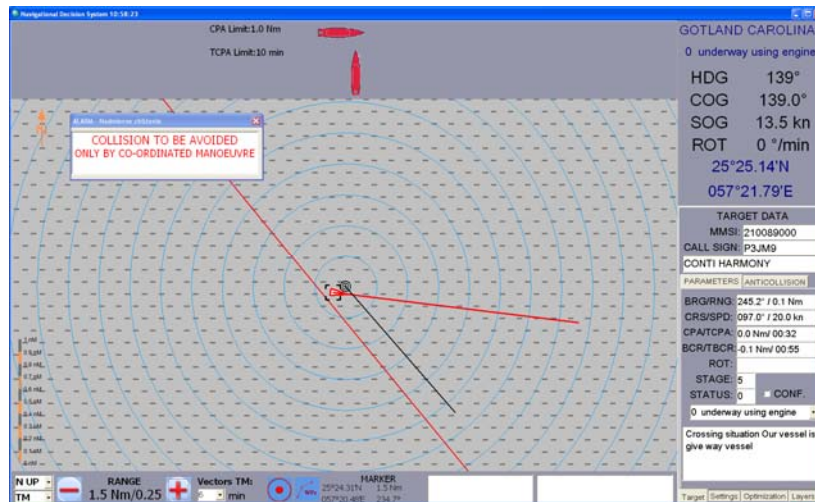 Navigational Decision System 10:58:23
CPA Limit:1.0 Nm
TCPA Limit:10 min
COLLISION TO BE AVOIDED
ONLY BY CO-ORDINATED MANOEUVRE
GOTLAND CAROLINA
0 underway using engine
HDG 139°
COG 139.0°
SOG 13.5 kn
ROT 0 °/min
25°25.14'N
057°21.79'E
TARGET DATA
MMSI: 210089000
CALL SIGN: P3JM9
CONTI HARMONY
PARAMETERS ANTICOLLISION
BRG/RNG: 245.2° / 0.1 Nm
CRS/SPD: 097.0° / 20.0 kn
CPA/TCPA: 0.0 Nm/ 00:32
BCR/TBCR: -0.1 Nm/ 00:55
ROT:
STAGE: 5
STATUS: 0 CONF.
0 underway using engine
Crossing situation Our vessel is
give way vessel
Target Settings Optimization Layers
N UP
TM
RANGE
1.5 Nm/0.25
Vectors TM:
6 min
MARKER
25°24.31'N 1.5 Nm
234.7°